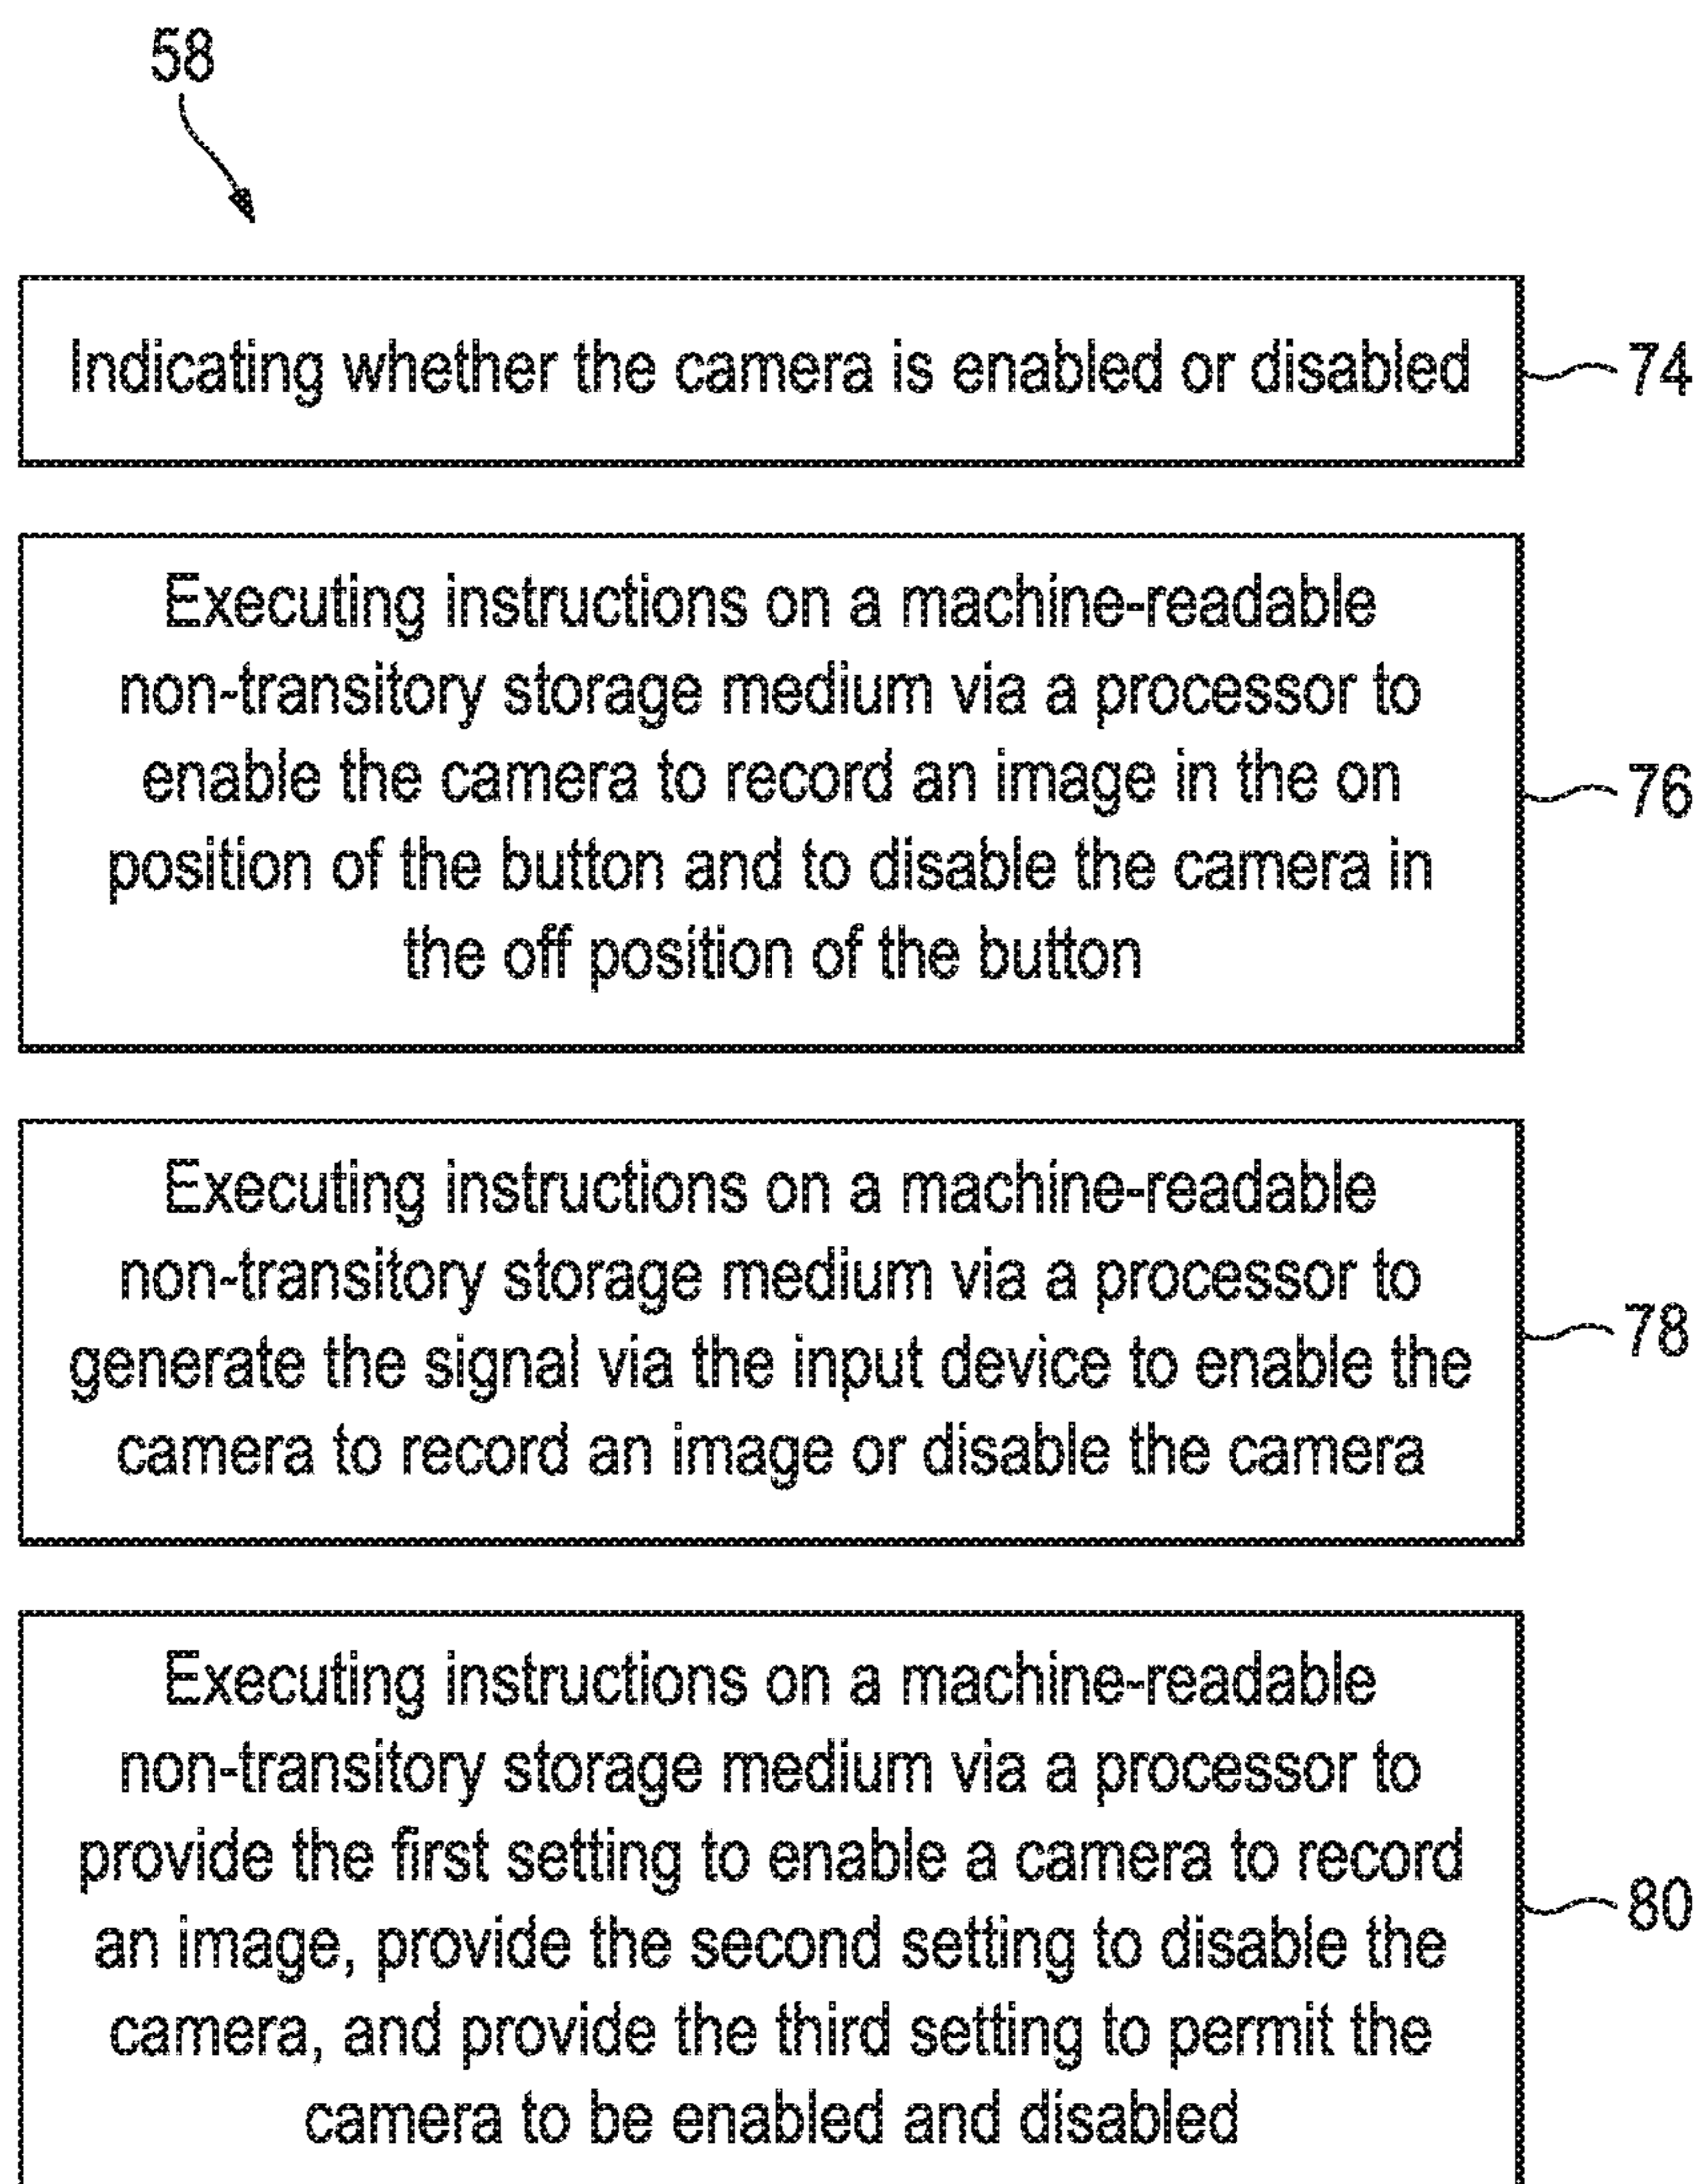 58
Indicating whether the camera is enabled or disabled
74
Executing instructions on a machine-readable
non-transitory storage medium via a processor to
enable the camera to record an image in the on
position of the button and to disable the camera in
the off position of the button
76
Executing instructions on a machine-readable
non-transitory storage medium via a processor to
generate the signal via the input device to enable the
camera to record an image or disable the camera
78
Executing instructions on a machine-readable
non-transitory storage medium via a processor to
provide the first setting to enable a camera to record
an image, provide the second setting to disable the
camera, and provide the third setting to permit the
camera to be enabled and disabled
80